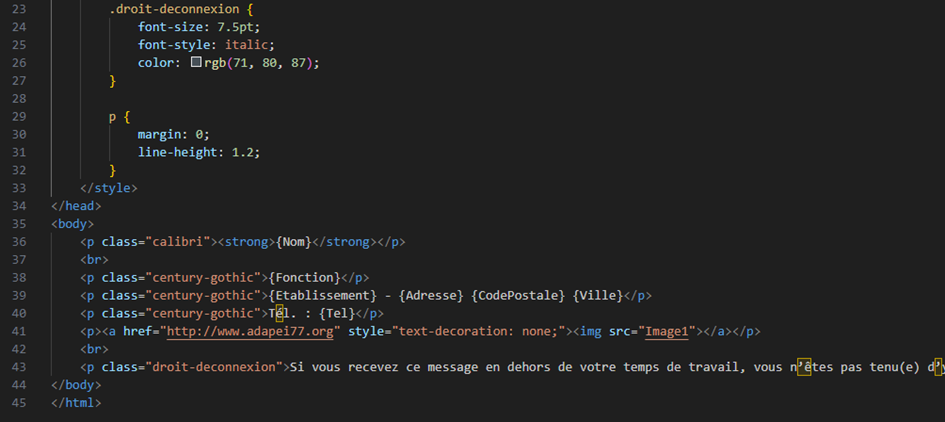 23 .droit-deconnexion {
24 font-size: 7.5pt;
25 font-style: italic;
26 color: rgb(71, 80, 87);
27 }
28
29 p {
30 margin: 0;
31 line-height: 1.2;
32 }
33 </style>
34 </head>
35 <body>
36 <p class="calibri"><strong>{Nom}</strong></p>
37 <br>
38 <p class="century-gothic">{Fonction}</p>
39 <p class="century-gothic">{Etablissement} - {Adresse} {CodePostale} {Ville}</p>
40 <p class="century-gothic">Tél. : {Tel}</p>
41 <p><a href="http://www.adapei77.org" style="text-decoration: none;"><img src="Image1"></a></p>
42 <br>
43 <p class="droit-deconnexion">Si vous recevez ce message en dehors de votre temps de travail, vous n’êtes pas tenu(e) d’y
44 </body>
45 </html>